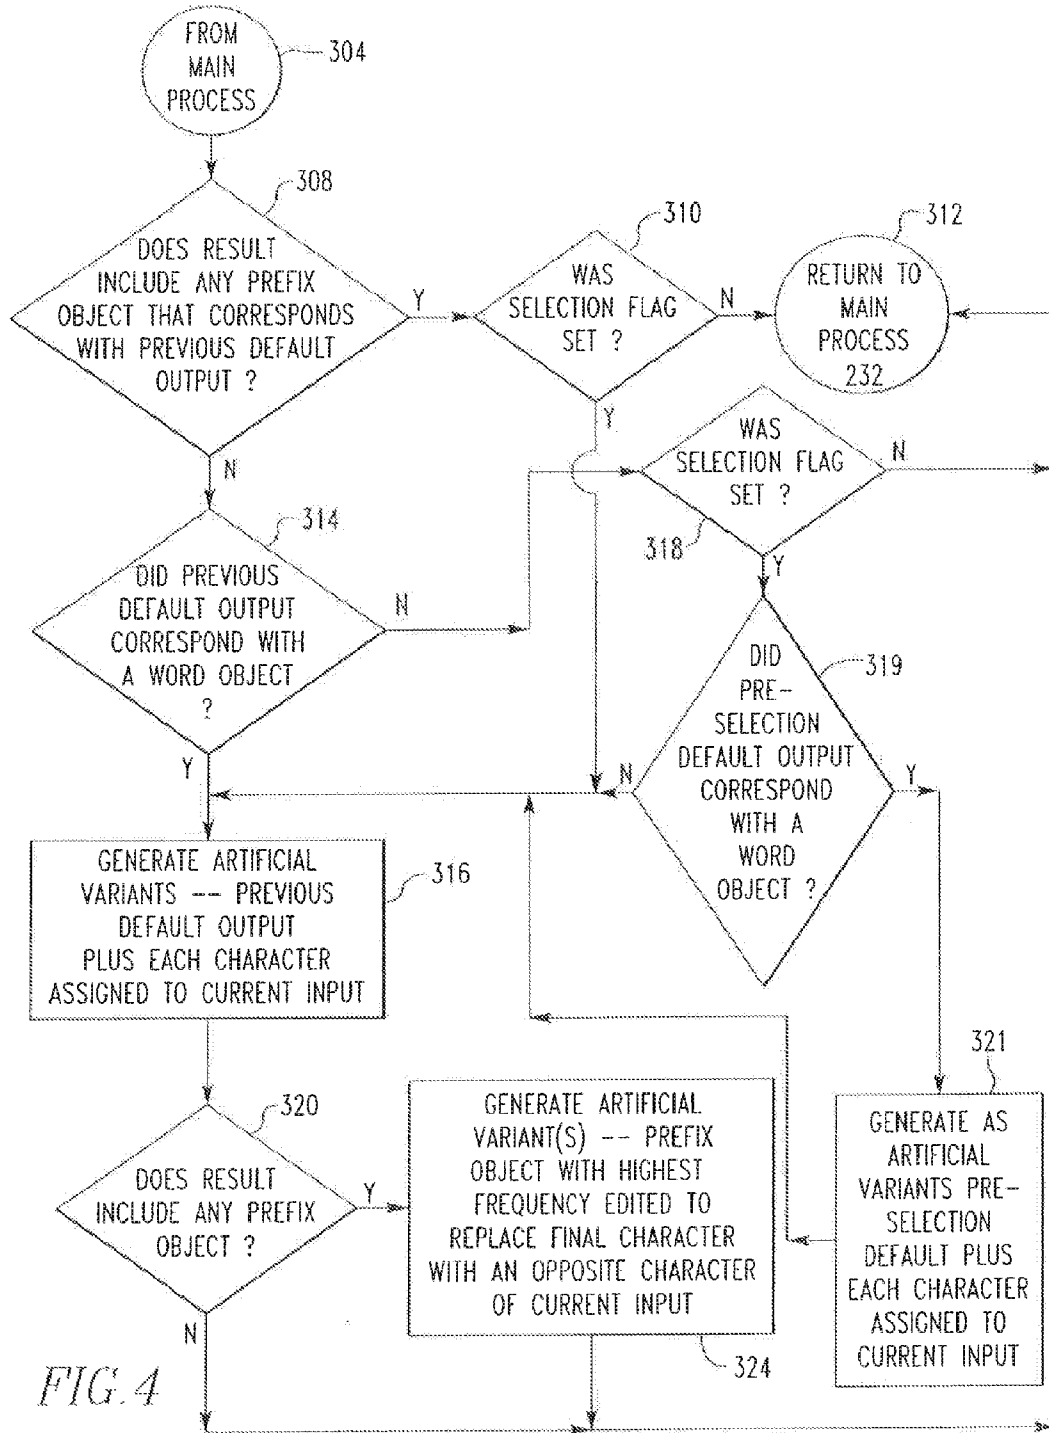 FROM
MAIN
PROCESS
304
308
DOES RESULT
INCLUDE ANY PREFIX
OBJECT THAT CORRESPONDS
WITH PREVIOUS DEFAULT
OUTPUT ?
Y
N
310
WAS
SELECTION FLAG
SET ?
N
Y
312
RETURN TO
MAIN
PROCESS
232
314
DID PREVIOUS
DEFAULT OUTPUT
CORRESPOND WITH
A WORD OBJECT
?
N
Y
WAS
SELECTION FLAG
SET ?
N
318
Y
DID
PRE-
SELECTION
DEFAULT OUTPUT
CORRESPOND
WITH A
WORD
OBJECT ?
319
N
Y
GENERATE ARTIFICIAL
VARIANTS -- PREVIOUS
DEFAULT OUTPUT
PLUS EACH CHARACTER
ASSIGNED TO CURRENT INPUT
316
320
DOES RESULT
INCLUDE ANY PREFIX
OBJECT ?
Y
N
GENERATE ARTIFICIAL
VARIANT(S) -- PREFIX
OBJECT WITH HIGHEST
FREQUENCY EDITED TO
REPLACE FINAL CHARACTER
WITH AN OPPOSITE CHARACTER
OF CURRENT INPUT
324
321
GENERATE AS
ARTIFICIAL
VARIANTS PRE-
SELECTION
DEFAULT PLUS
EACH CHARACTER
ASSIGNED TO
CURRENT INPUT
FIG. 4